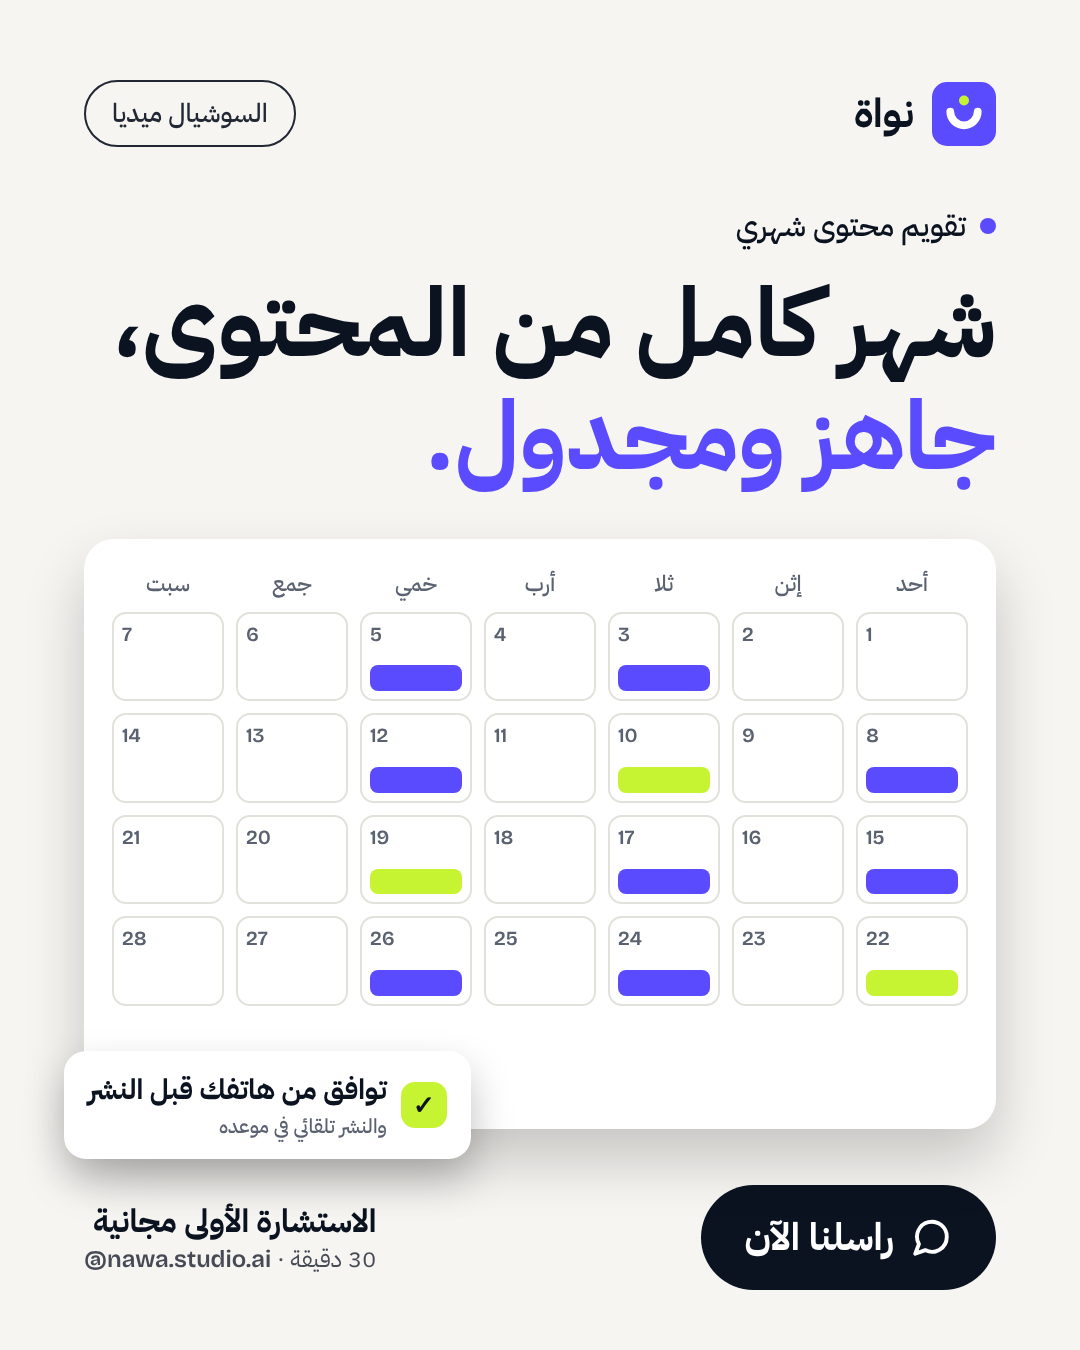 نواة
السوشيال ميديا
تقويم محتوى شهري
شهر كامل من المحتوى،
جاهز ومجدول.
أحد إثن ثلا أرب خمي جمع سبت
1 2 3 4 5 6 7
8 9 10 11 12 13 14
15 16 17 18 19 20 21
22 23 24 25 26 27 28
✓ توافق من هاتفك قبل النشر
والنشر تلقائي في موعده
راسلنا الآن
الاستشارة الأولى مجانية
30 دقيقة · @nawa.studio.ai